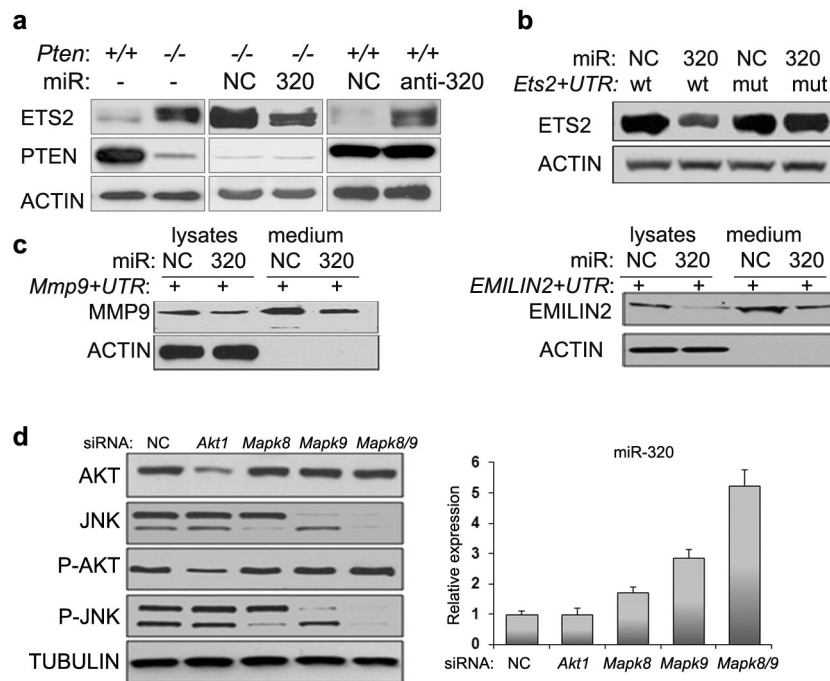 a
Pten: +/+ -/- -/- -/- +/+ +/+
miR: - - NC 320 NC anti-320
ETS2
PTEN
ACTIN
b
miR: NC 320 NC 320
Ets2+UTR: wt wt mut mut
ETS2
ACTIN
c
lysates medium
miR: NC 320 NC 320
Mmp9+UTR: + + + +
MMP9
ACTIN
lysates medium
miR: NC 320 NC 320
EMILIN2+UTR: + + + +
EMILIN2
ACTIN
d
siRNA: NC Akt1 Mapk8 Mapk9 Mapk8/9
AKT
JNK
P-AKT
P-JNK
TUBULIN
miR-320
Relative expression
6
5
4
3
2
1
0
siRNA: NC Akt1 Mapk8 Mapk9 Mapk8/9